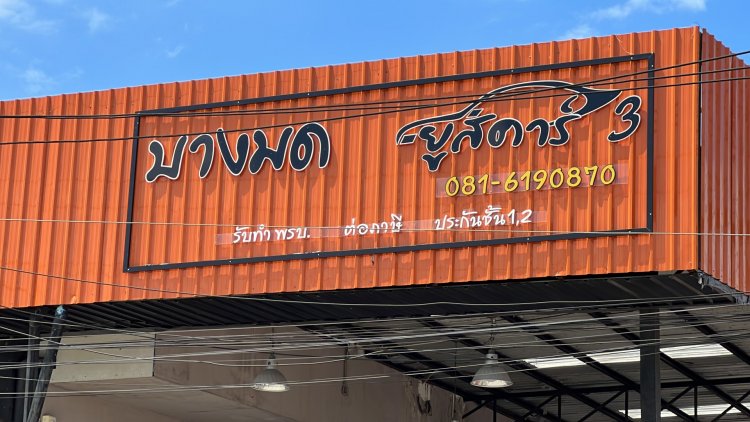 บางมด ยูสคาร์ 3
081-6190870
รับทำ พรบ. ต่อภาษี ประกันชั้น 1,2